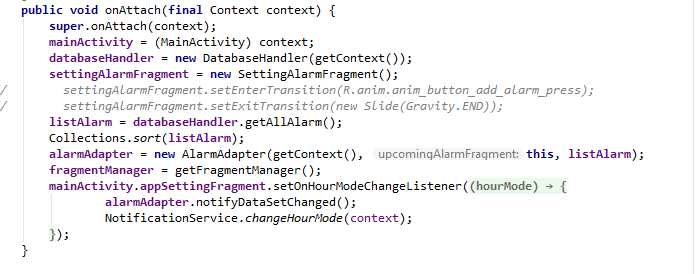 public void onAttach(final Context context) {
super.onAttach(context);
mainActivity = (MainActivity) context;
databaseHandler = new DatabaseHandler(getContext());
settingAlarmFragment = new SettingAlarmFragment();
/ settingAlarmFragment.setEnterTransition(R.anim.anim_button_add_alarm_press);
/ settingAlarmFragment.setExitTransition(new Slide(Gravity.END));
listAlarm = databaseHandler.getAllAlarm();
Collections.sort(listAlarm);
alarmAdapter = new AlarmAdapter(getContext(), upcomingAlarmFragment: this, listAlarm);
fragmentManager = getFragmentManager();
mainActivity.appSettingFragment.setOnHourModeChangeListener((hourMode) → {
alarmAdapter.notifyDataSetChanged();
NotificationService.changeHourMode(context);
});
}